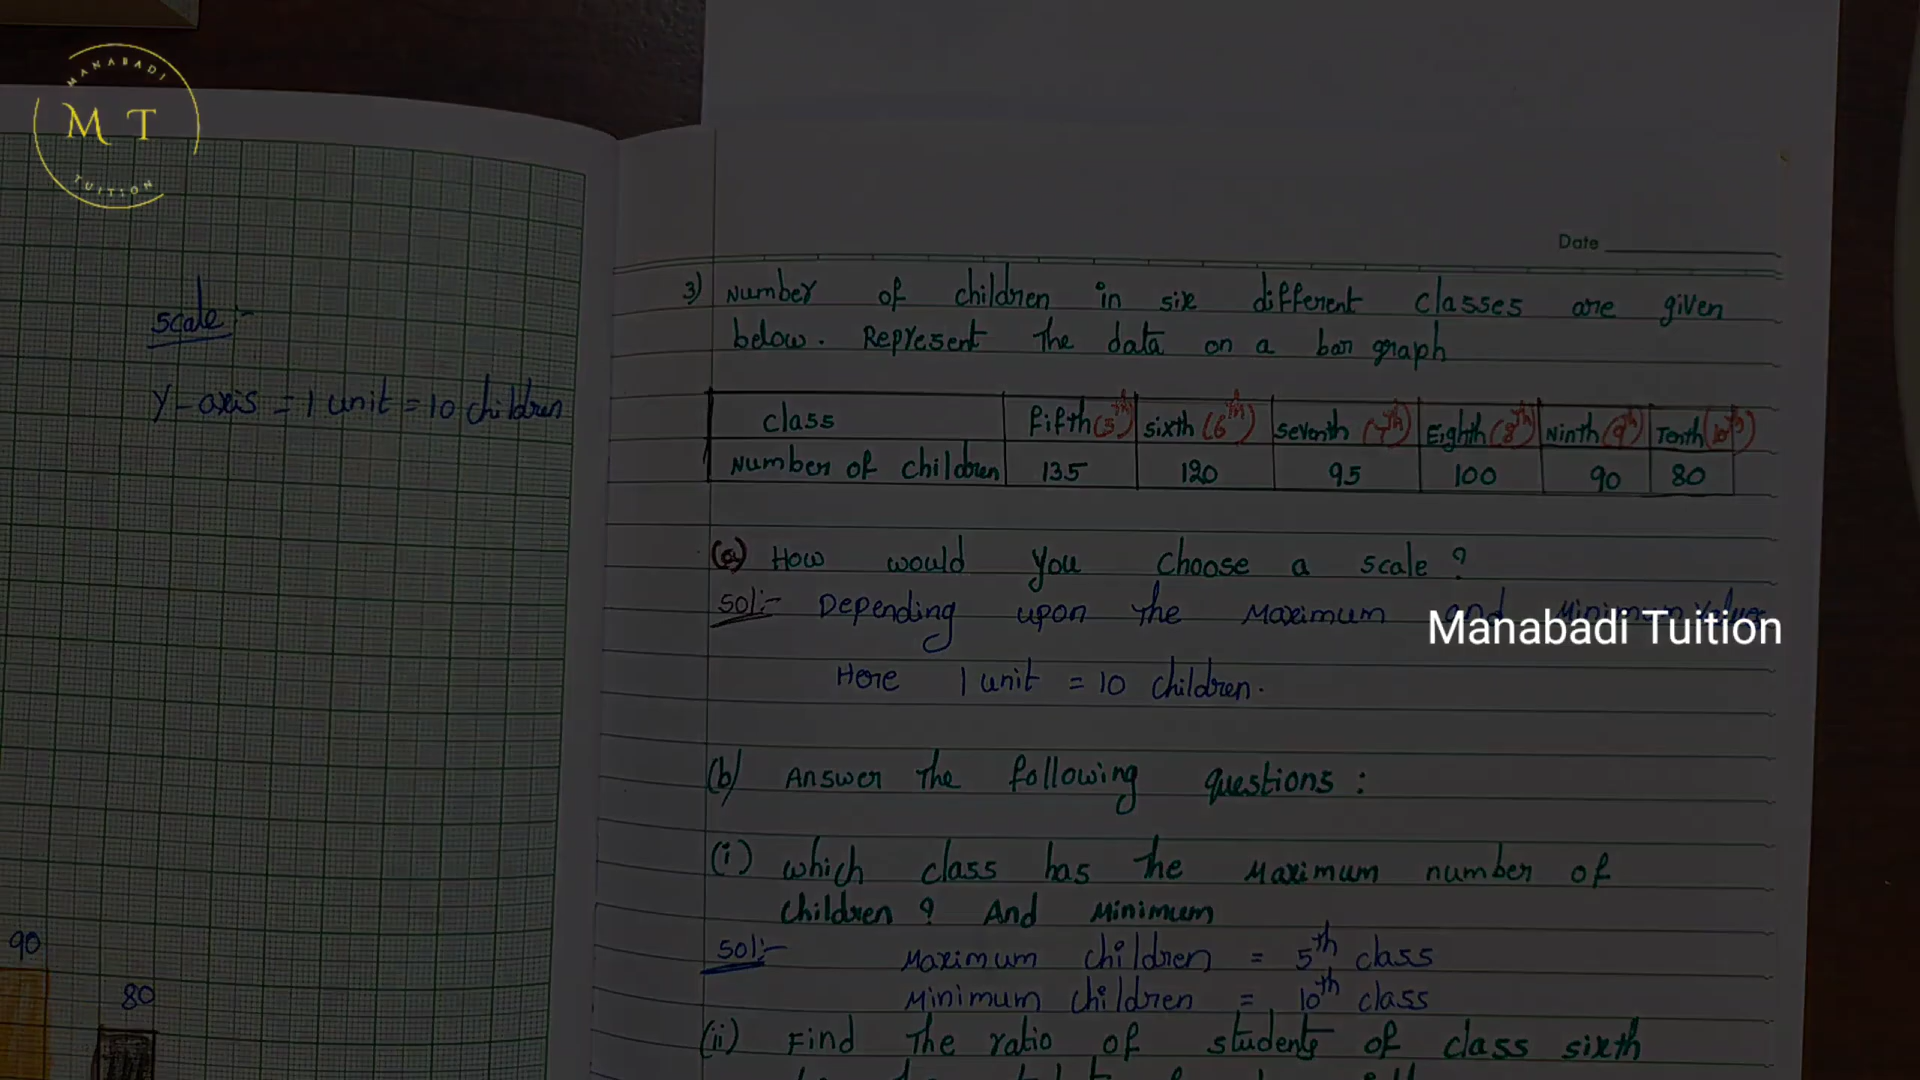 MANABADI
M T
TUITION
scale :-
Y-axis = 1 unit = 10 children
90
80
Date
3) Number of children in six different classes are given
below. Represent the data on a bar graph
class Fifth (5th) sixth (6th) Seventh (7th) Eighth (8th) Ninth (9th) Tenth (10th)
Number of children 135 120 95 100 90 80
(a) How would you choose a scale ?
Sol:- Depending upon the Maximum and Minimum values
Manabadi Tuition
Here 1 unit = 10 children.
(b) Answer the following questions :
(i) which class has the Maximum number of
children ? And Minimum
Sol:- Maximum children = 5th class
Minimum children = 10th class
(ii) Find the ratio of students of class sixth